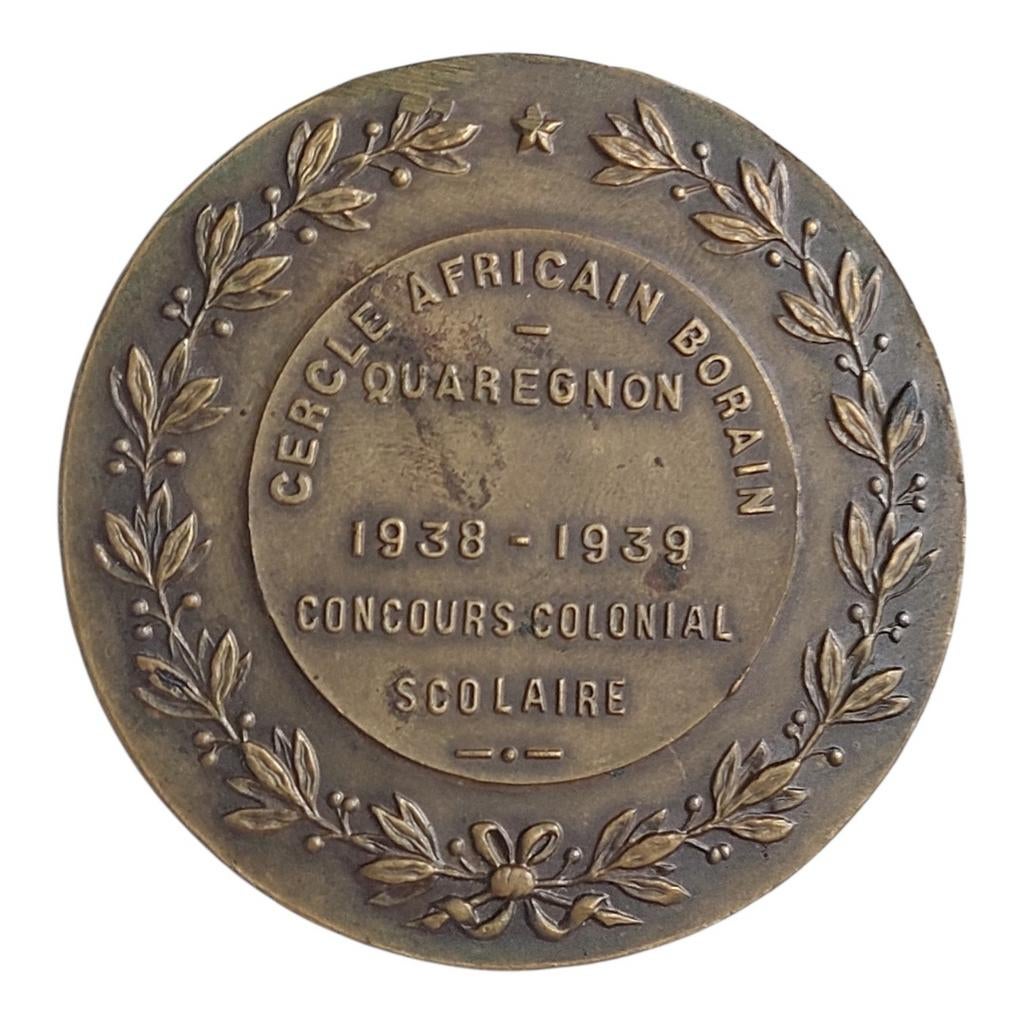 CERCLE AFRICAIN BORAIN
—
QUAREGNON
1938 - 1939
CONCOURS COLONIAL
SCOLAIRE